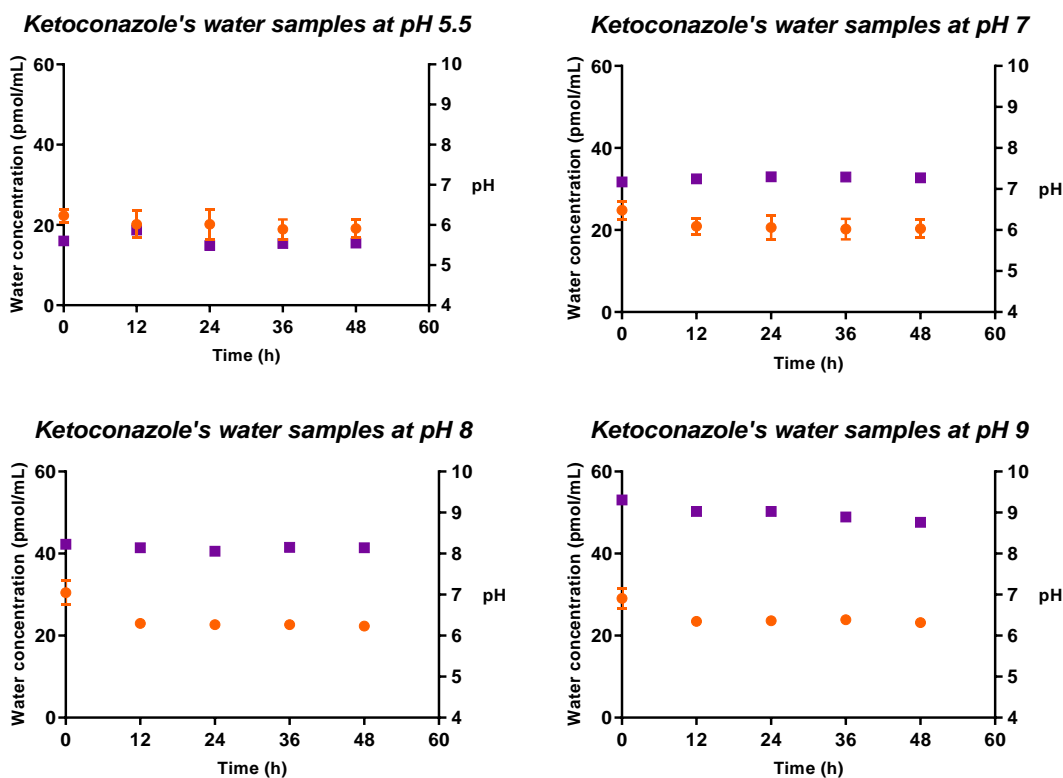 Ketoconazole's water samples at pH 5.5
Water concentration (pmol/mL)
60
40
20
0
10
9
8
7
6
5
4
pH
0 12 24 36 48 60
Time (h)
Ketoconazole's water samples at pH 7
Water concentration (pmol/mL)
60
40
20
0
10
9
8
7
6
5
4
pH
0 12 24 36 48 60
Time (h)
Ketoconazole's water samples at pH 8
Water concentration (pmol/mL)
60
40
20
0
10
9
8
7
6
5
4
pH
0 12 24 36 48 60
Time (h)
Ketoconazole's water samples at pH 9
Water concentration (pmol/mL)
60
40
20
0
10
9
8
7
6
5
4
pH
0 12 24 36 48 60
Time (h)